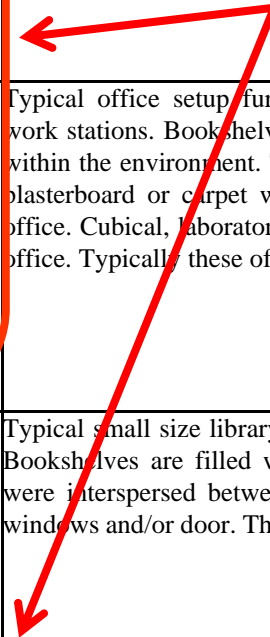 Typical office setup fur
work stations. Bookshelv
within the environment.
plasterboard or carpet w
office. Cubical, laborator
office. Typically these of
Typical small size library
Bookshelves are filled w
were interspersed betwe
windows and/or door. Th